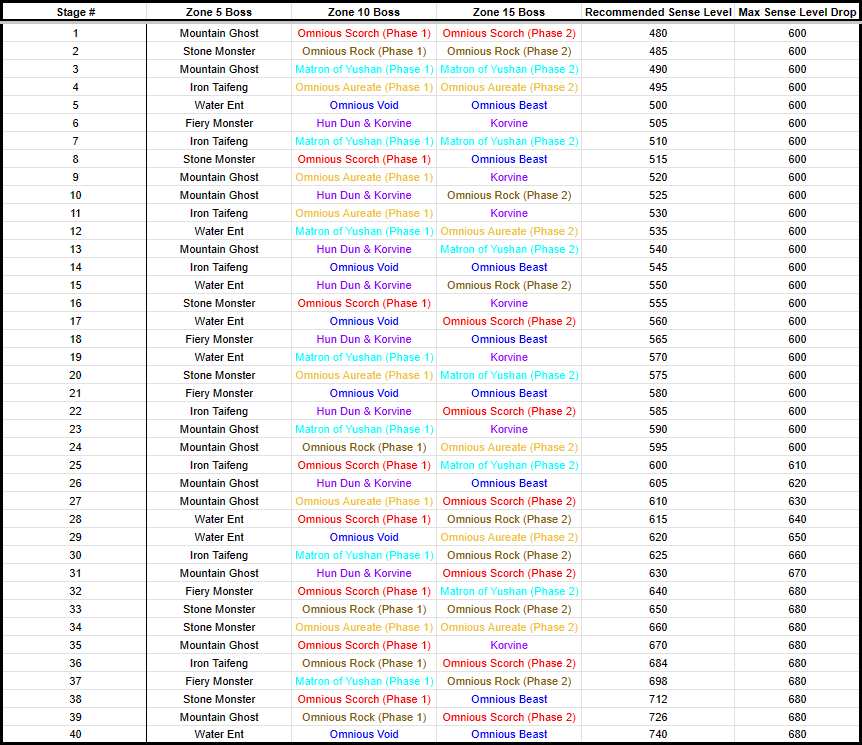 Stage # Zone 5 Boss Zone 10 Boss Zone 15 Boss Recommended Sense Level Max Sense Level Drop
1 Mountain Ghost Omnious Scorch (Phase 1) Omnious Scorch (Phase 2) 480 600
2 Stone Monster Omnious Rock (Phase 1) Omnious Rock (Phase 2) 485 600
3 Mountain Ghost Matron of Yushan (Phase 1) Matron of Yushan (Phase 2) 490 600
4 Iron Taifeng Omnious Aureate (Phase 1) Omnious Aureate (Phase 2) 495 600
5 Water Ent Omnious Void Omnious Beast 500 600
6 Fiery Monster Hun Dun & Korvine Korvine 505 600
7 Iron Taifeng Matron of Yushan (Phase 1) Matron of Yushan (Phase 2) 510 600
8 Stone Monster Omnious Scorch (Phase 1) Omnious Beast 515 600
9 Mountain Ghost Omnious Aureate (Phase 1) Korvine 520 600
10 Mountain Ghost Hun Dun & Korvine Omnious Rock (Phase 2) 525 600
11 Iron Taifeng Omnious Aureate (Phase 1) Korvine 530 600
12 Water Ent Matron of Yushan (Phase 1) Omnious Aureate (Phase 2) 535 600
13 Mountain Ghost Hun Dun & Korvine Matron of Yushan (Phase 2) 540 600
14 Iron Taifeng Omnious Void Omnious Beast 545 600
15 Water Ent Hun Dun & Korvine Omnious Rock (Phase 2) 550 600
16 Stone Monster Omnious Scorch (Phase 1) Korvine 555 600
17 Water Ent Omnious Void Omnious Scorch (Phase 2) 560 600
18 Fiery Monster Hun Dun & Korvine Omnious Beast 565 600
19 Water Ent Matron of Yushan (Phase 1) Korvine 570 600
20 Stone Monster Omnious Aureate (Phase 1) Matron of Yushan (Phase 2) 575 600
21 Fiery Monster Omnious Void Omnious Beast 580 600
22 Iron Taifeng Hun Dun & Korvine Omnious Scorch (Phase 2) 585 600
23 Mountain Ghost Matron of Yushan (Phase 1) Korvine 590 600
24 Mountain Ghost Omnious Rock (Phase 1) Omnious Aureate (Phase 2) 595 600
25 Iron Taifeng Omnious Scorch (Phase 1) Matron of Yushan (Phase 2) 600 610
26 Mountain Ghost Hun Dun & Korvine Omnious Beast 605 620
27 Mountain Ghost Omnious Aureate (Phase 1) Omnious Scorch (Phase 2) 610 630
28 Water Ent Omnious Scorch (Phase 1) Omnious Rock (Phase 2) 615 640
29 Water Ent Omnious Void Omnious Aureate (Phase 2) 620 650
30 Iron Taifeng Matron of Yushan (Phase 1) Omnious Rock (Phase 2) 625 660
31 Mountain Ghost Hun Dun & Korvine Omnious Scorch (Phase 2) 630 670
32 Fiery Monster Omnious Scorch (Phase 1) Matron of Yushan (Phase 2) 640 680
33 Stone Monster Omnious Rock (Phase 1) Omnious Rock (Phase 2) 650 680
34 Stone Monster Omnious Aureate (Phase 1) Omnious Aureate (Phase 2) 660 680
35 Mountain Ghost Omnious Scorch (Phase 1) Korvine 670 680
36 Iron Taifeng Omnious Rock (Phase 1) Omnious Scorch (Phase 2) 684 680
37 Fiery Monster Matron of Yushan (Phase 1) Omnious Rock (Phase 2) 698 680
38 Stone Monster Omnious Scorch (Phase 1) Omnious Beast 712 680
39 Mountain Ghost Omnious Rock (Phase 1) Omnious Scorch (Phase 2) 726 680
40 Water Ent Omnious Void Omnious Beast 740 680